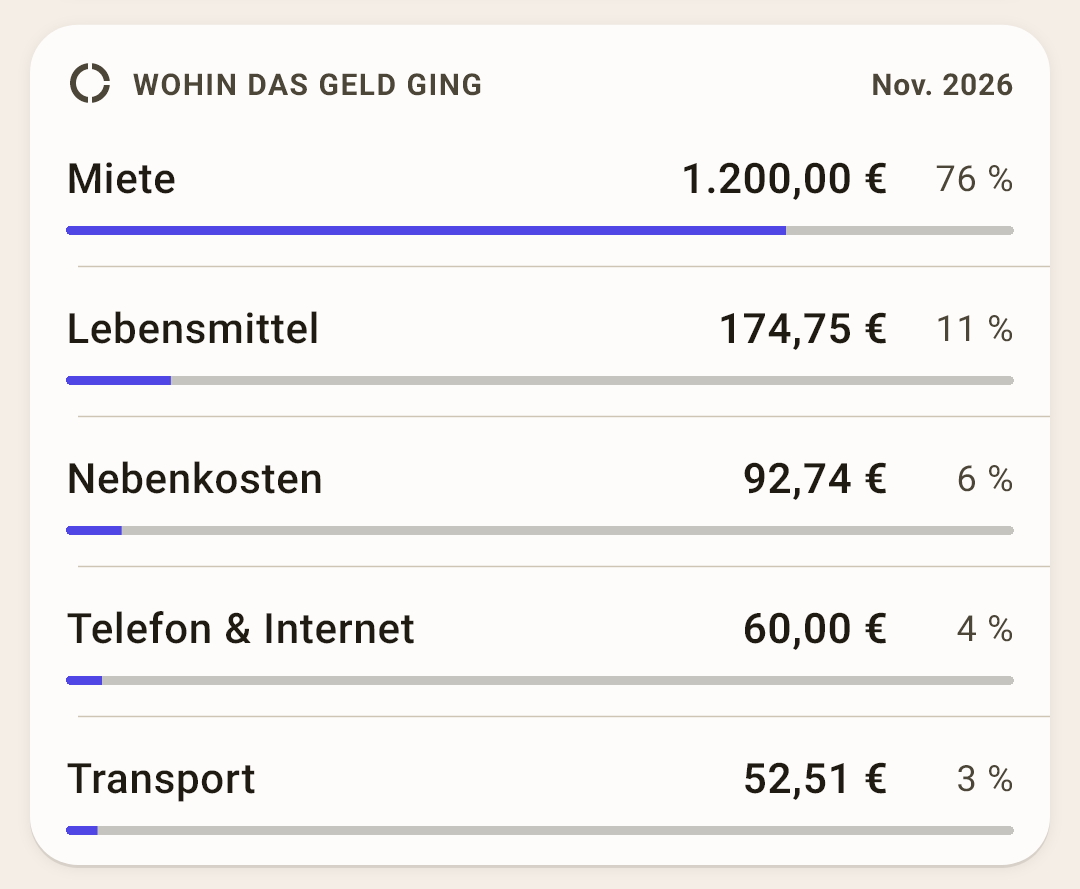 WOHIN DAS GELD GING Nov. 2026
Miete 1.200,00 € 76 %
Lebensmittel 174,75 € 11 %
Nebenkosten 92,74 € 6 %
Telefon & Internet 60,00 € 4 %
Transport 52,51 € 3 %